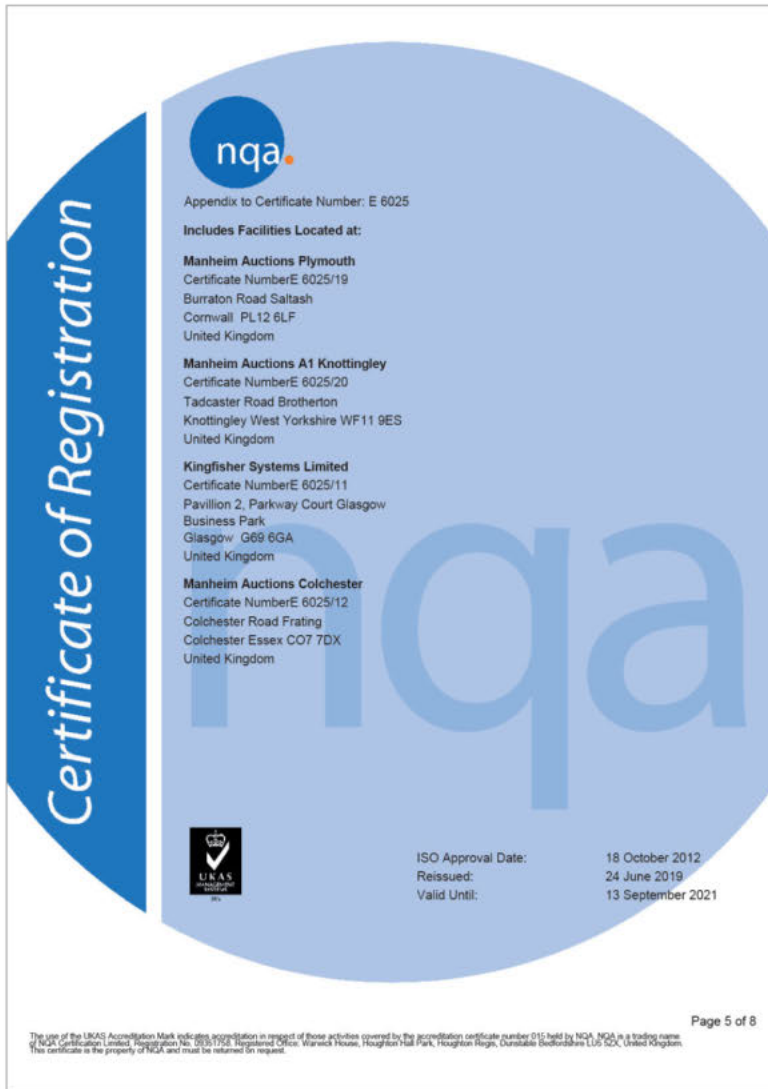 Certificate of Registration
nqa.
Appendix to Certificate Number: E 6025
Includes Facilities Located at:
Manheim Auctions Plymouth
Certificate NumberE 6025/19
Burraton Road Saltash
Cornwall PL12 6LF
United Kingdom
Manheim Auctions A1 Knottingley
Certificate NumberE 6025/20
Tadcaster Road Brotherton
Knottingley West Yorkshire WF11 9ES
United Kingdom
Kingfisher Systems Limited
Certificate NumberE 6025/11
Pavillion 2, Parkway Court Glasgow
Business Park
Glasgow G69 6GA
United Kingdom
Manheim Auctions Colchester
Certificate NumberE 6025/12
Colchester Road Frating
Colchester Essex CO7 7DX
United Kingdom
nqa
UKAS
MANAGEMENT
SYSTEMS
ISO Approval Date: 18 October 2012
Reissued: 24 June 2019
Valid Until: 13 September 2021
Page 5 of 8
The use of the UKAS Accreditation Mark indicates accreditation in respect of those activities covered by the accreditation certificate number 015 held by NQA. NQA is a trading name
of NQA Certification Limited, Registration No. 09351758. Registered Office: Warwick House, Houghton Hall Park, Houghton Regis, Dunstable Bedfordshire LU5 5ZX, United Kingdom.
This certificate is the property of NQA and must be returned on request.